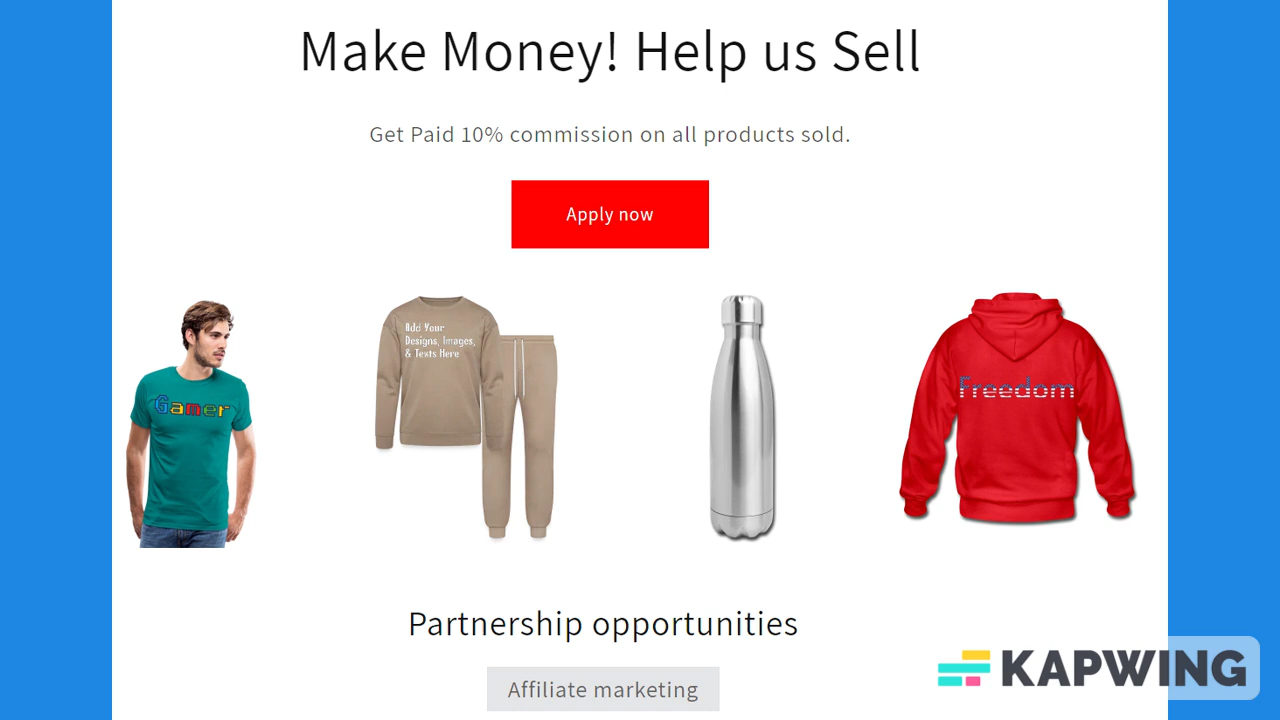 Make Money! Help us Sell
Get Paid 10% commission on all products sold.
Apply now
Gamer
Add Your
Designs, Images,
& Texts Here
Freedom
Partnership opportunities
Affiliate marketing
KAPWING